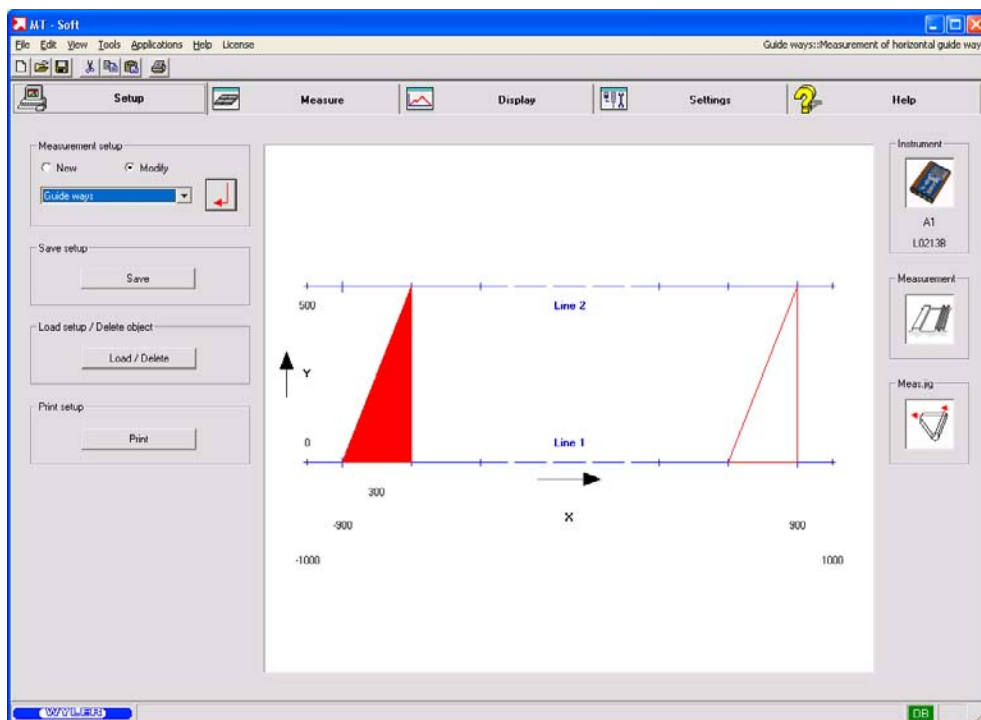 MT - Soft
File Edit View Tools Applications Help License
Guide ways::Measurement of horizontal guide way
Setup Measure Display Settings Help
Measurement setup
New Modify
Guide ways
Save setup
Save
Load setup / Delete object
Load / Delete
Print setup
Print
500
Line 2
Y
0
Line 1
300
X
-900
900
-1000
1000
Instrument
A1
L0213B
Measurement
Meas.jig
WYLER
DB